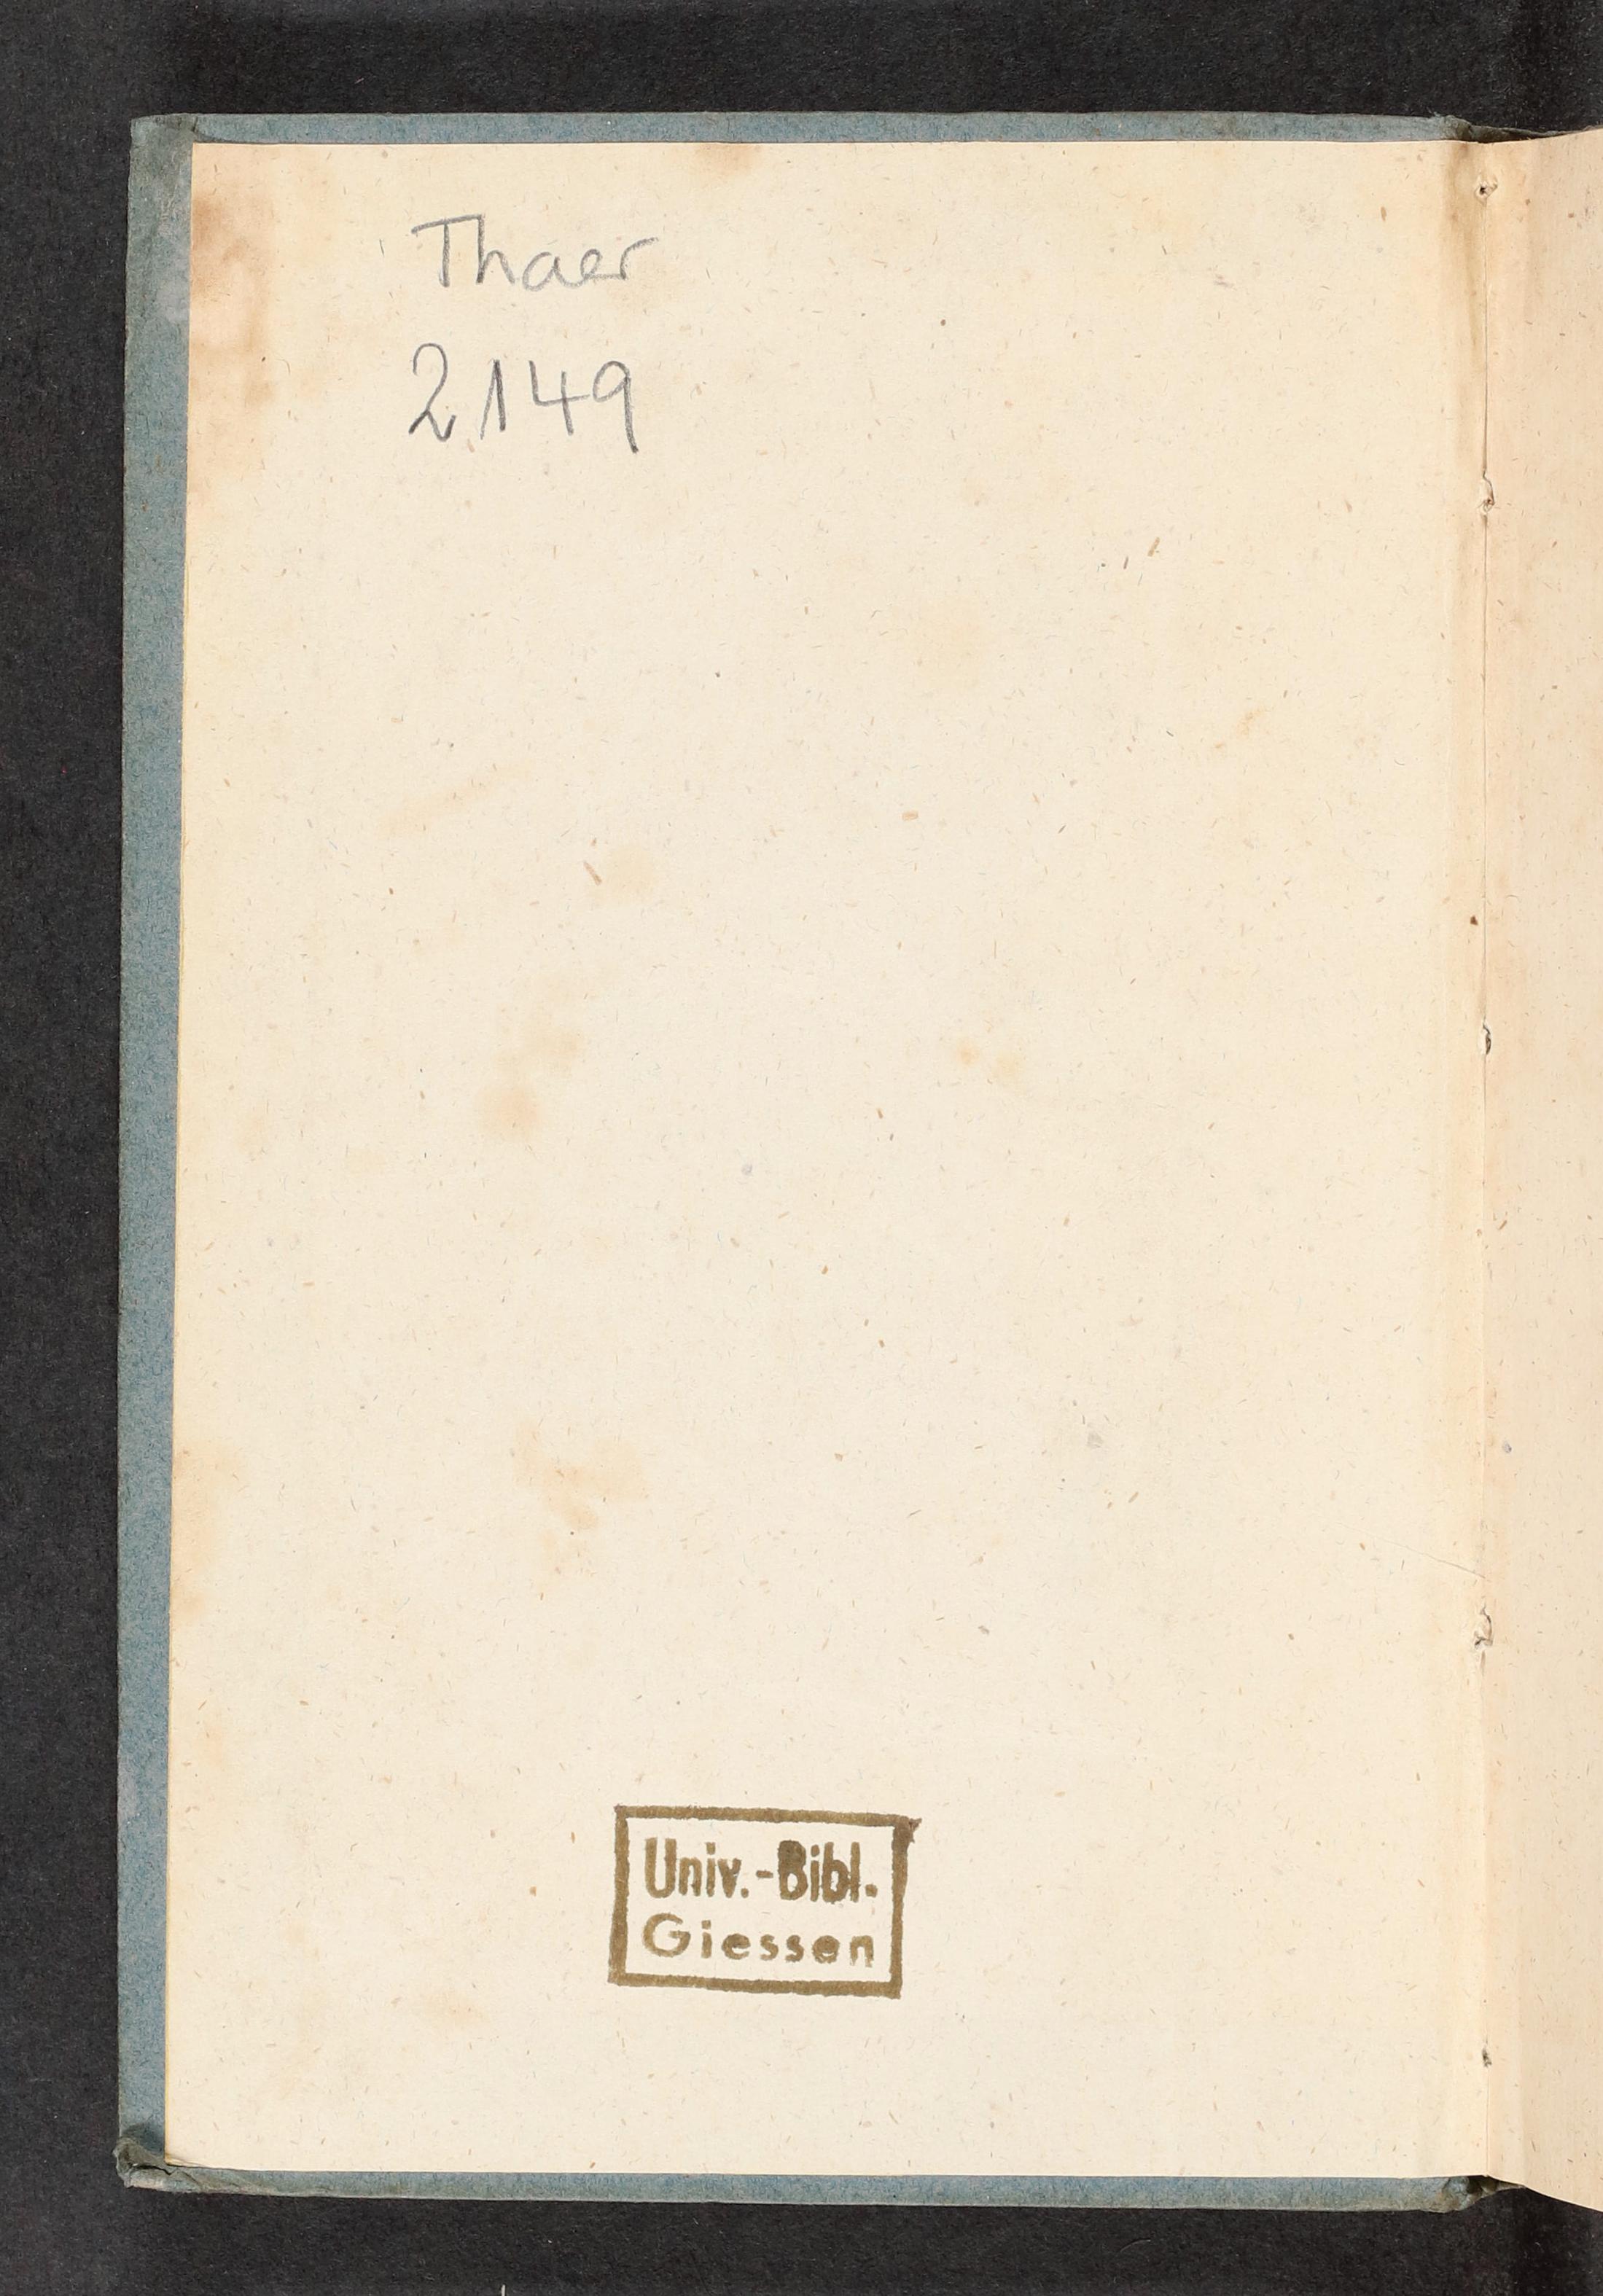 Thaer
2149
Univ.-Bibl.
Giessen